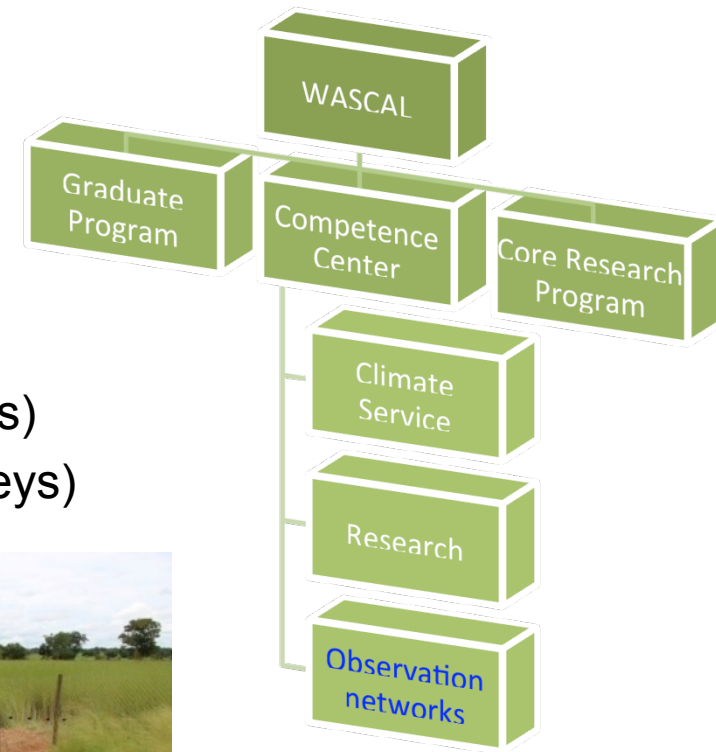 WASCAL
Graduate
Program
Competence
Center
Core Research
Program
Climate
Service
Research
Observation
networks
s)
eys)